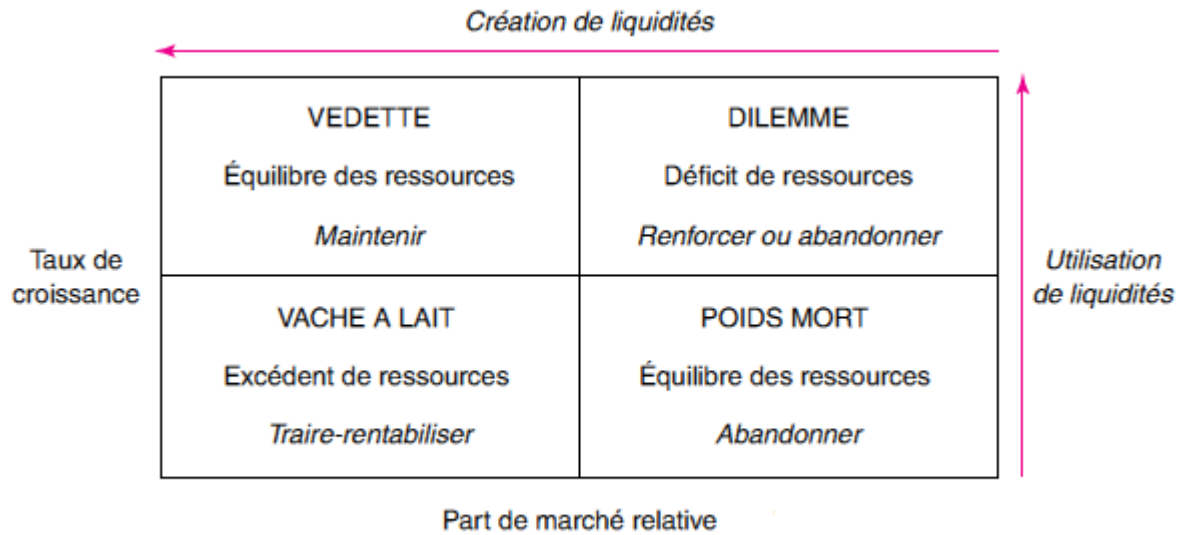 Création de liquidités
VEDETTE
Équilibre des ressources
Maintenir
DILEMME
Déficit de ressources
Renforcer ou abandonner
Taux de
croissance
Utilisation
de liquidités
VACHE A LAIT
Excédent de ressources
Traire-rentabiliser
POIDS MORT
Équilibre des ressources
Abandonner
Part de marché relative